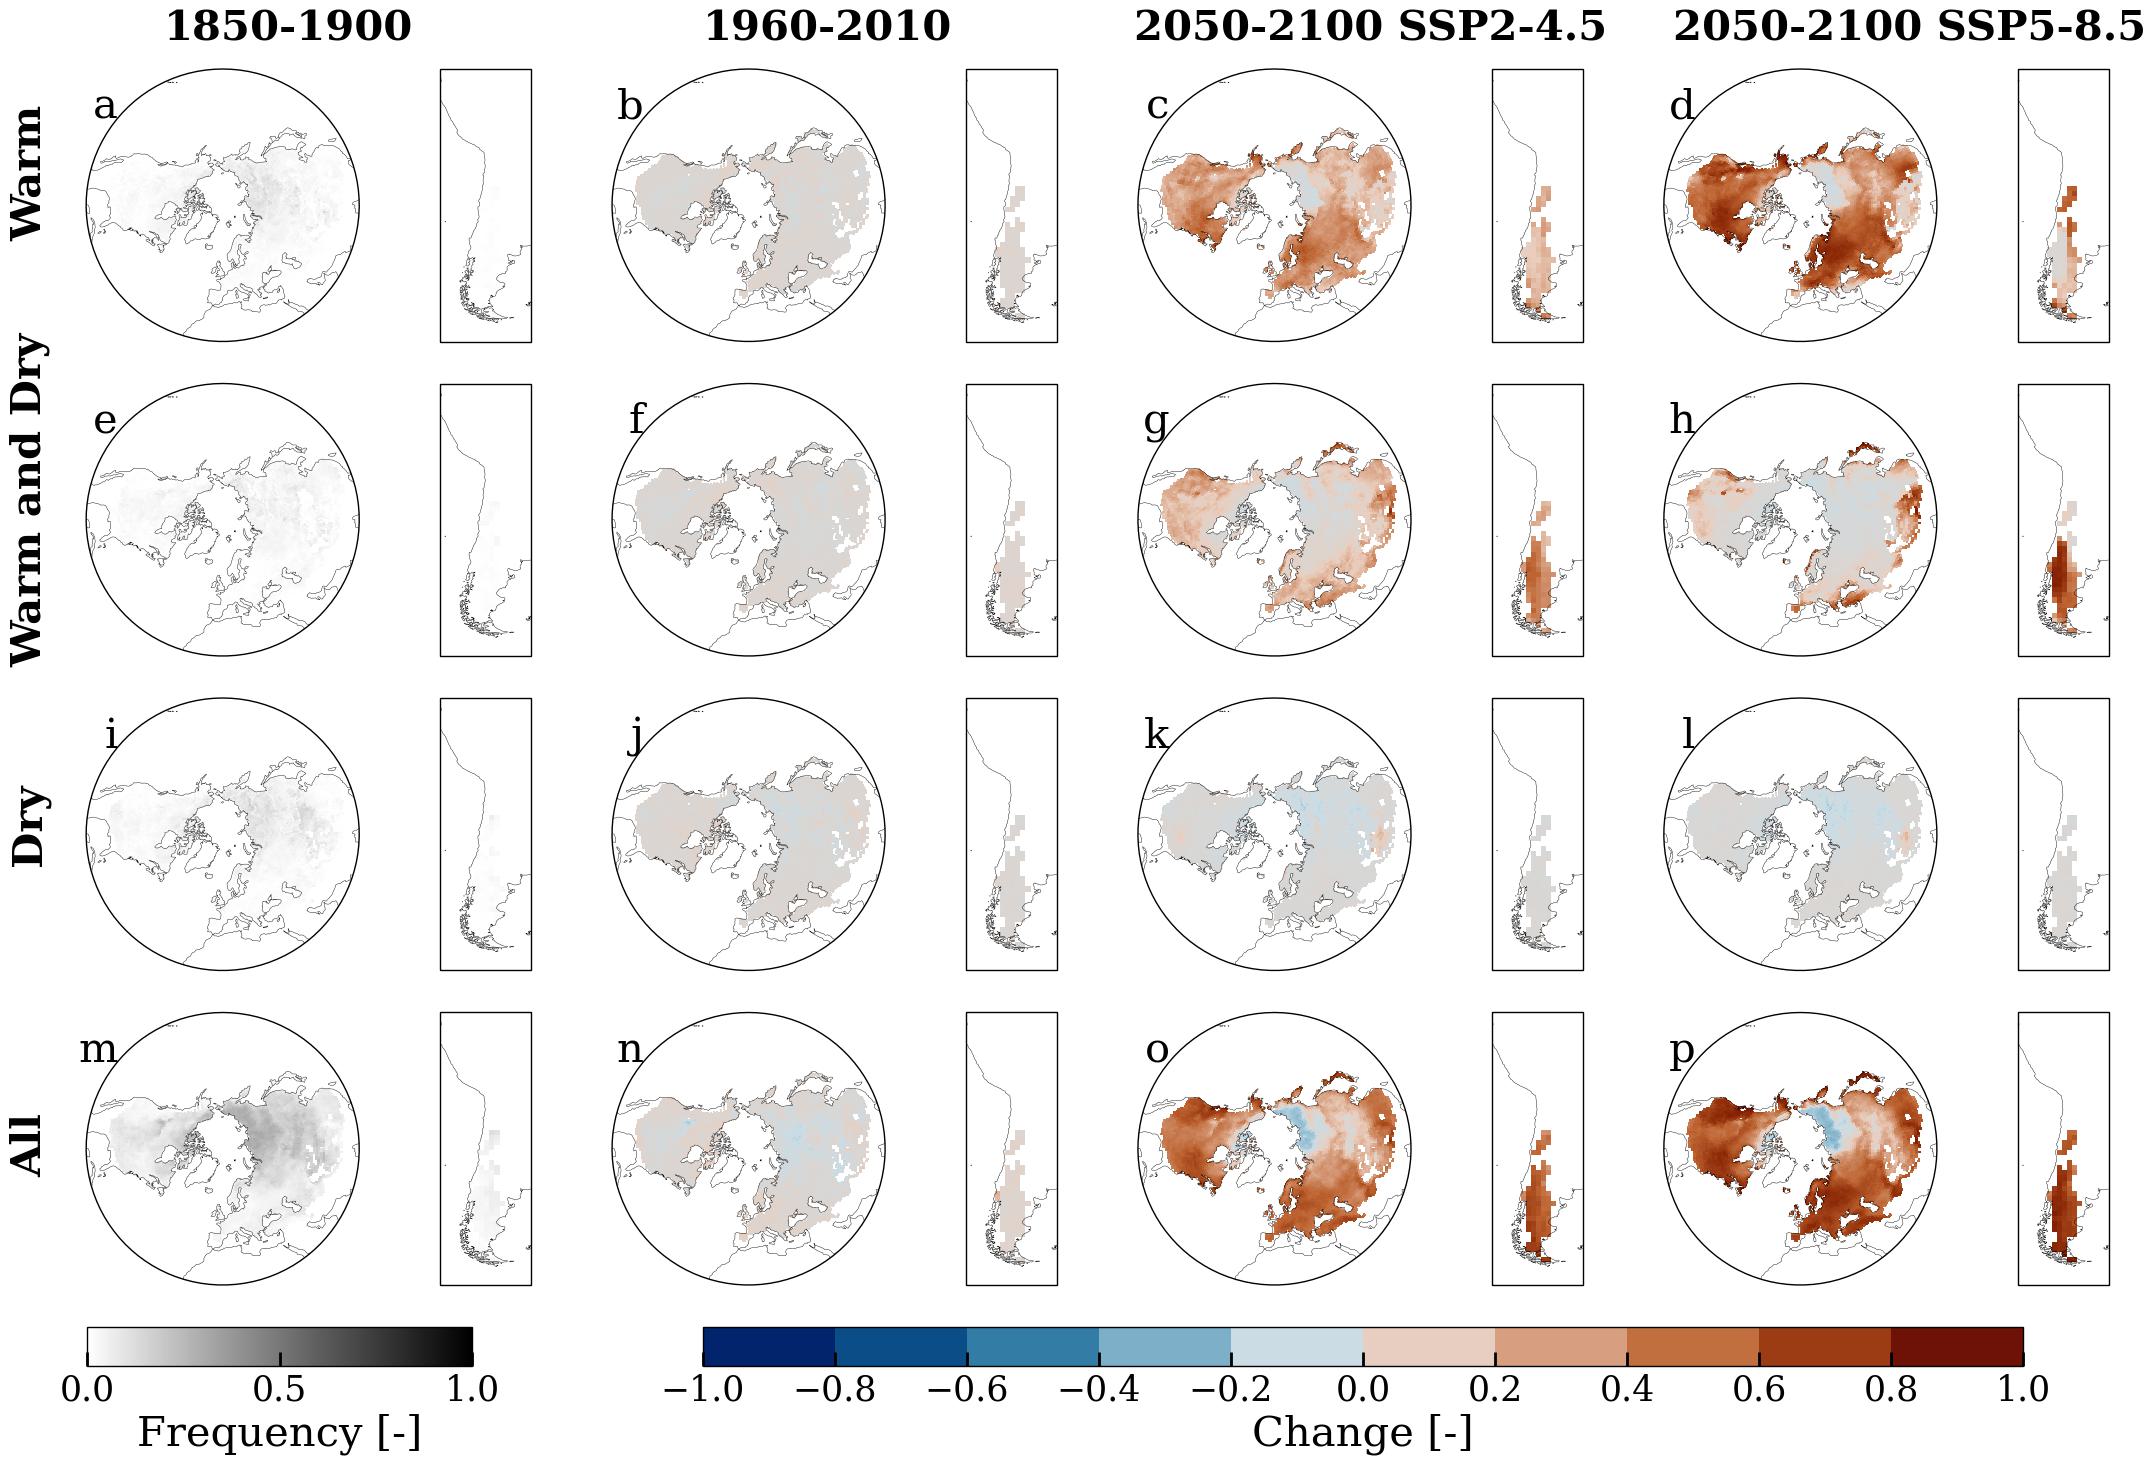 1850-1900
1960-2010
2050-2100 SSP2-4.5
2050-2100 SSP5-8.5
Warm
a
b
c
d
Warm and Dry
e
f
g
h
Dry
i
j
k
l
All
m
n
o
p
0.0 0.5 1.0
Frequency [-]
−1.0 −0.8 −0.6 −0.4 −0.2 0.0 0.2 0.4 0.6 0.8 1.0
Change [-]